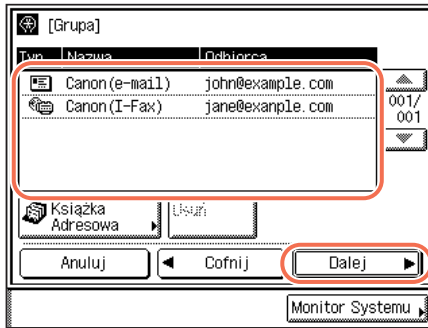 [Grupa]
Typ Nazwa Odbiorca
Canon(e-mail) john@example.com
Canon(I-Fax) jane@exanple.com
001/
001
Książka
Adresowa
Usuń
Anuluj Cofnij Dalej
Monitor Systemu